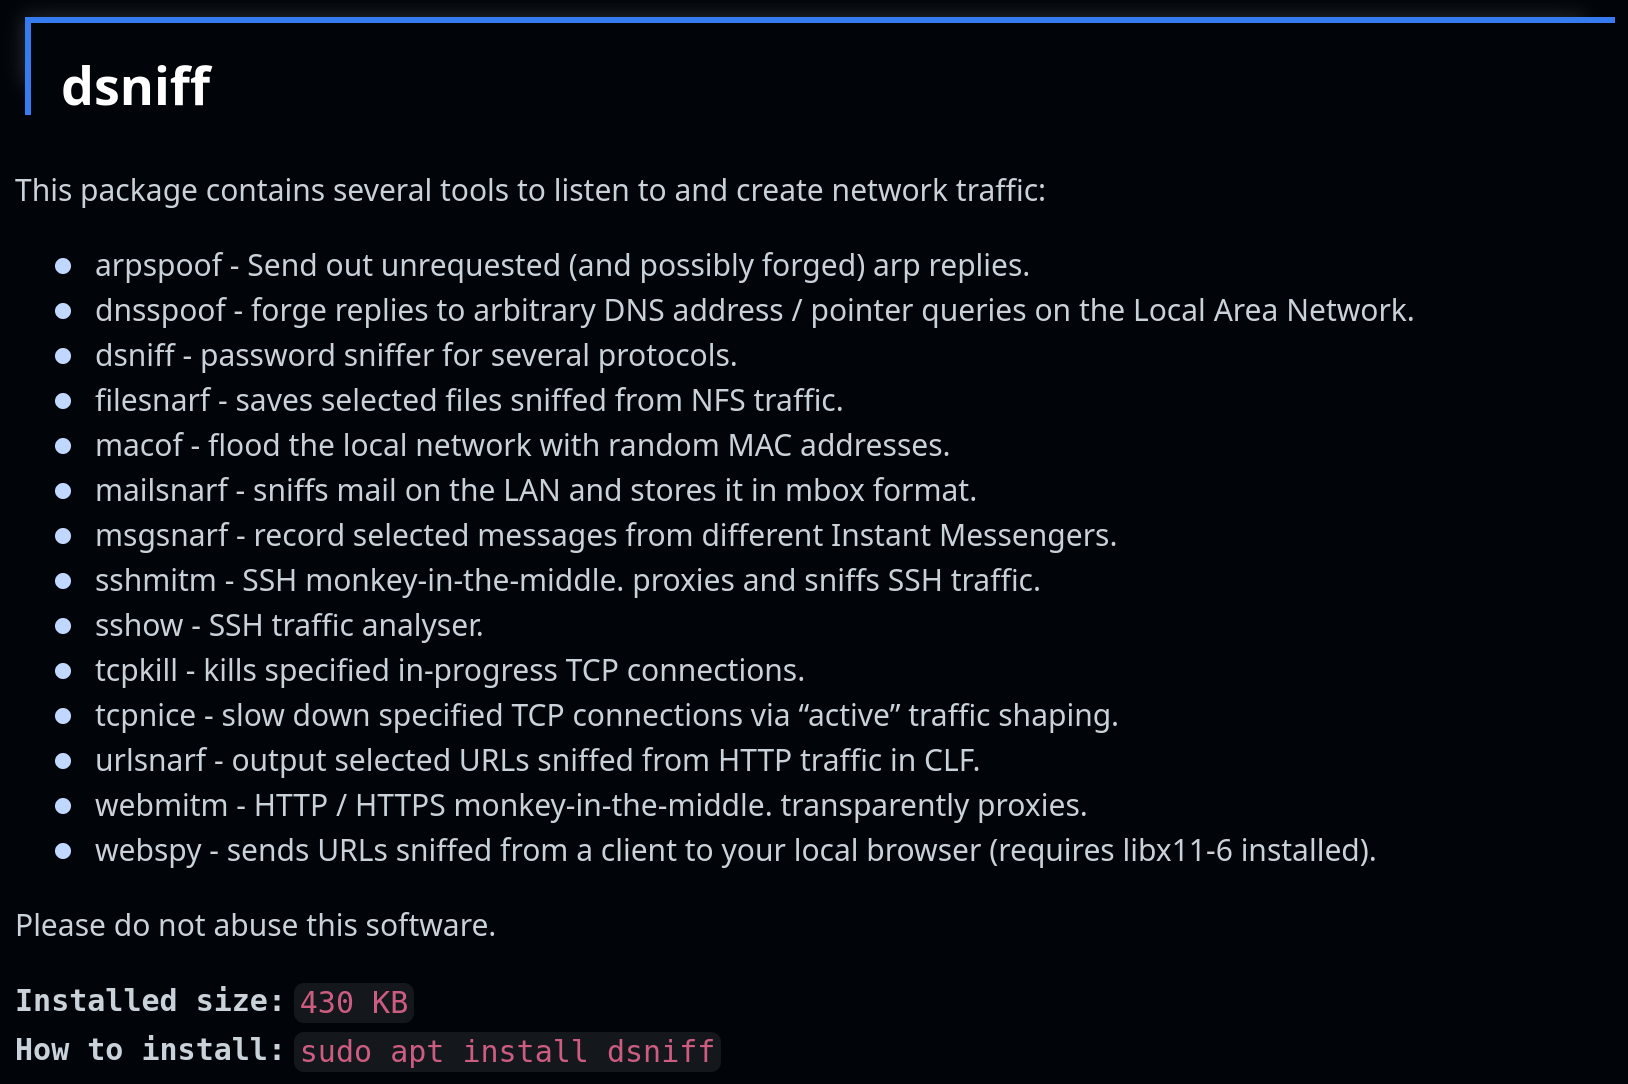 dsniff
This package contains several tools to listen to and create network traffic:
arpspoof - Send out unrequested (and possibly forged) arp replies.
dnsspoof - forge replies to arbitrary DNS address / pointer queries on the Local Area Network.
dsniff - password sniffer for several protocols.
filesnarf - saves selected files sniffed from NFS traffic.
macof - flood the local network with random MAC addresses.
mailsnarf - sniffs mail on the LAN and stores it in mbox format.
msgsnarf - record selected messages from different Instant Messengers.
sshmitm - SSH monkey-in-the-middle. proxies and sniffs SSH traffic.
sshow - SSH traffic analyser.
tcpkill - kills specified in-progress TCP connections.
tcpnice - slow down specified TCP connections via “active” traffic shaping.
urlsnarf - output selected URLs sniffed from HTTP traffic in CLF.
webmitm - HTTP / HTTPS monkey-in-the-middle. transparently proxies.
webspy - sends URLs sniffed from a client to your local browser (requires libx11-6 installed).
Please do not abuse this software.
Installed size: 430 KB
How to install: sudo apt install dsniff